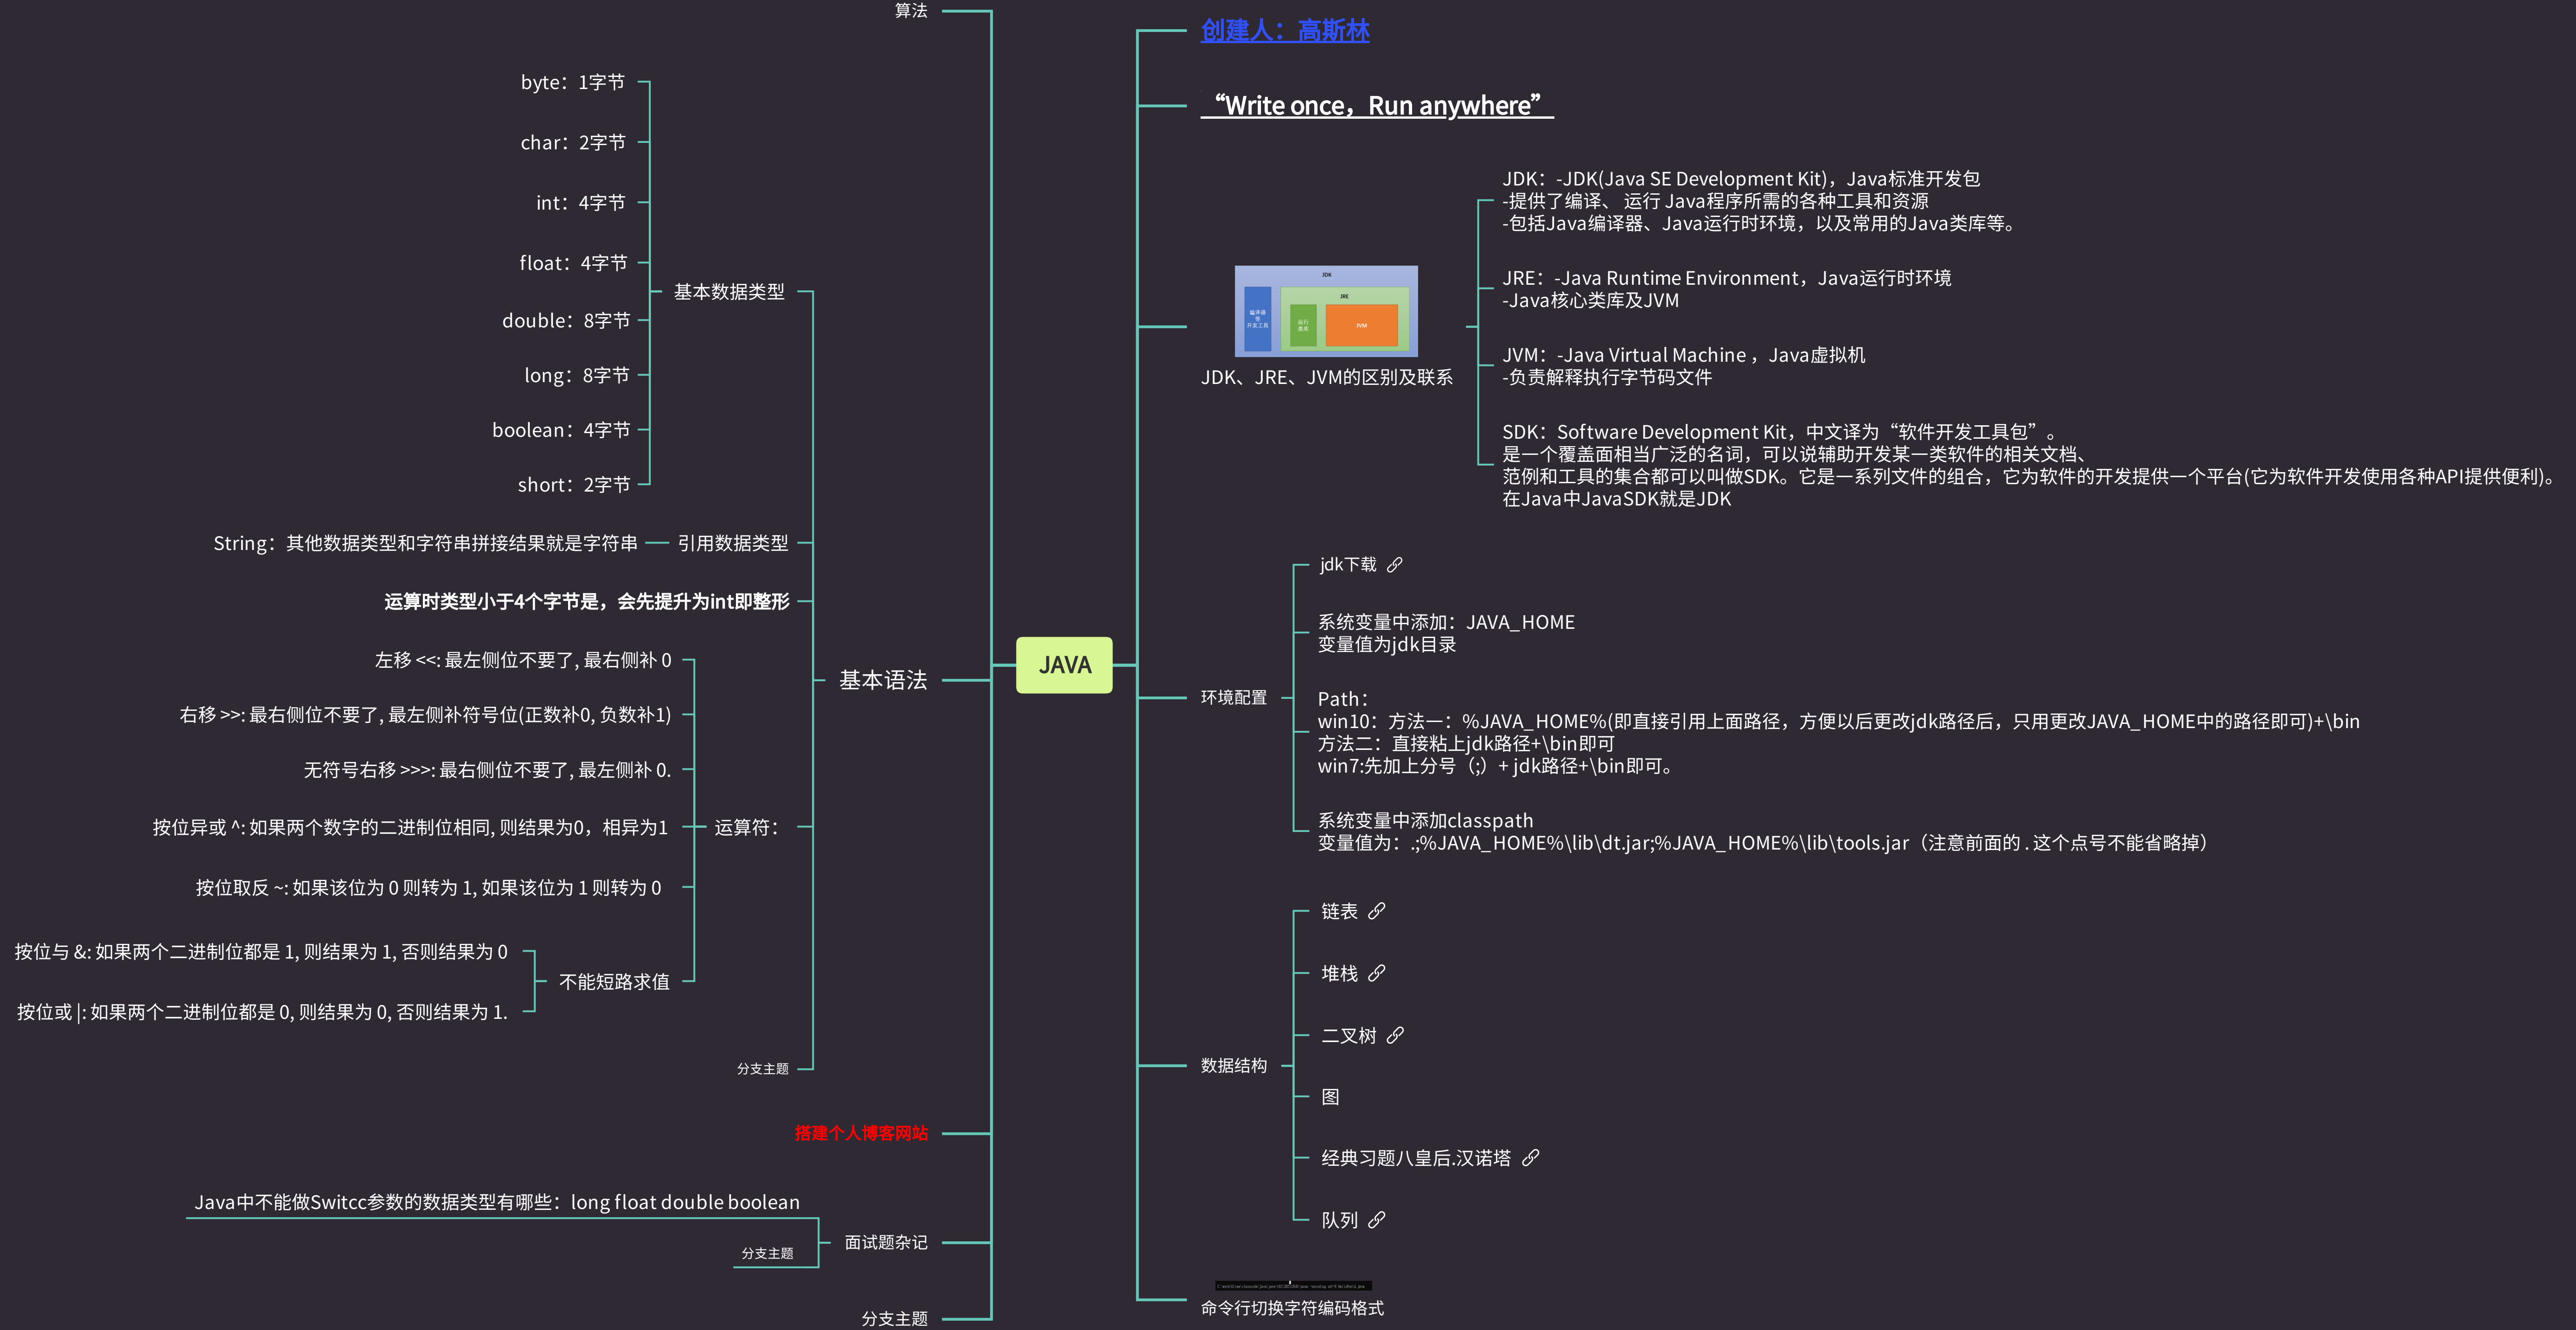 JAVA
创建人：高斯林
“Write once，Run anywhere”
JDK
编译器
等
开发工具
JRE
运行
类库
JVM
JDK、JRE、JVM的区别及联系
JDK：-JDK(Java SE Development Kit)，Java标准开发包
-提供了编译、 运行 Java程序所需的各种工具和资源
-包括Java编译器、Java运行时环境，以及常用的Java类库等。
JRE：-Java Runtime Environment，Java运行时环境
-Java核心类库及JVM
JVM：-Java Virtual Machine ，Java虚拟机
-负责解释执行字节码文件
SDK：Software Development Kit，中文译为“软件开发工具包”。
是一个覆盖面相当广泛的名词，可以说辅助开发某一类软件的相关文档、
范例和工具的集合都可以叫做SDK。它是一系列文件的组合，它为软件的开发提供一个平台(它为软件开发使用各种API提供便利)。
在Java中JavaSDK就是JDK
环境配置
jdk下载
系统变量中添加：JAVA_HOME
变量值为jdk目录
Path：
win10：方法一：%JAVA_HOME%(即直接引用上面路径，方便以后更改jdk路径后，只用更改JAVA_HOME中的路径即可)+\bin
方法二：直接粘上jdk路径+\bin即可
win7:先加上分号（;）+ jdk路径+\bin即可。
系统变量中添加classpath
变量值为：.;%JAVA_HOME%\lib\dt.jar;%JAVA_HOME%\lib\tools.jar（注意前面的 . 这个点号不能省略掉）
数据结构
链表
堆栈
二叉树
图
经典习题八皇后.汉诺塔
队列
命令行切换字符编码格式
算法
基本语法
基本数据类型
byte：1字节
char：2字节
int：4字节
float：4字节
double：8字节
long：8字节
boolean：4字节
short：2字节
引用数据类型
String：其他数据类型和字符串拼接结果就是字符串
运算时类型小于4个字节是，会先提升为int即整形
运算符：
左移 <<: 最左侧位不要了, 最右侧补 0
右移 >>: 最右侧位不要了, 最左侧补符号位(正数补0, 负数补1)
无符号右移 >>>: 最右侧位不要了, 最左侧补 0.
按位异或 ^: 如果两个数字的二进制位相同, 则结果为0，相异为1
按位取反 ~: 如果该位为 0 则转为 1, 如果该位为 1 则转为 0
不能短路求值
按位与 &: 如果两个二进制位都是 1, 则结果为 1, 否则结果为 0
按位或 |: 如果两个二进制位都是 0, 则结果为 0, 否则结果为 1.
分支主题
搭建个人博客网站
面试题杂记
Java中不能做Switcc参数的数据类型有哪些：long float double boolean
分支主题
分支主题